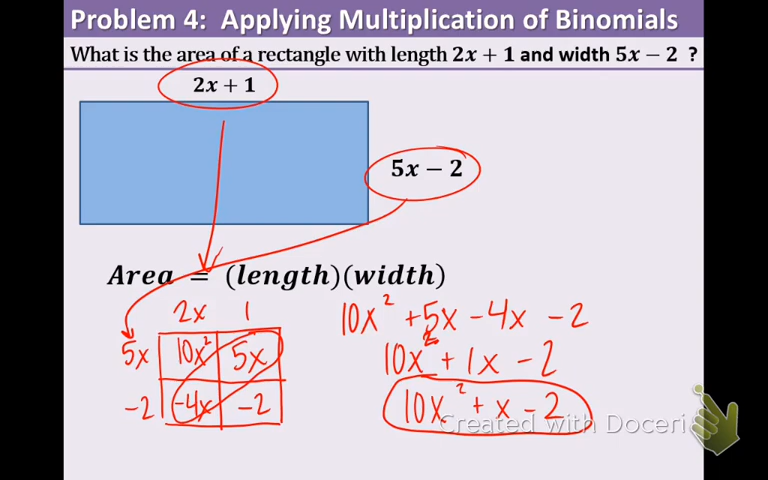 Problem 4: Applying Multiplication of Binomials
What is the area of a rectangle with length 2x + 1 and width 5x − 2 ?
2x + 1
5x − 2
Area = (length)(width)
2x 1
5x 10x² 5x
−2 −4x −2
10x² + 5x − 4x − 2
10x² + 1x − 2
10x² + x − 2
Created with Doceri